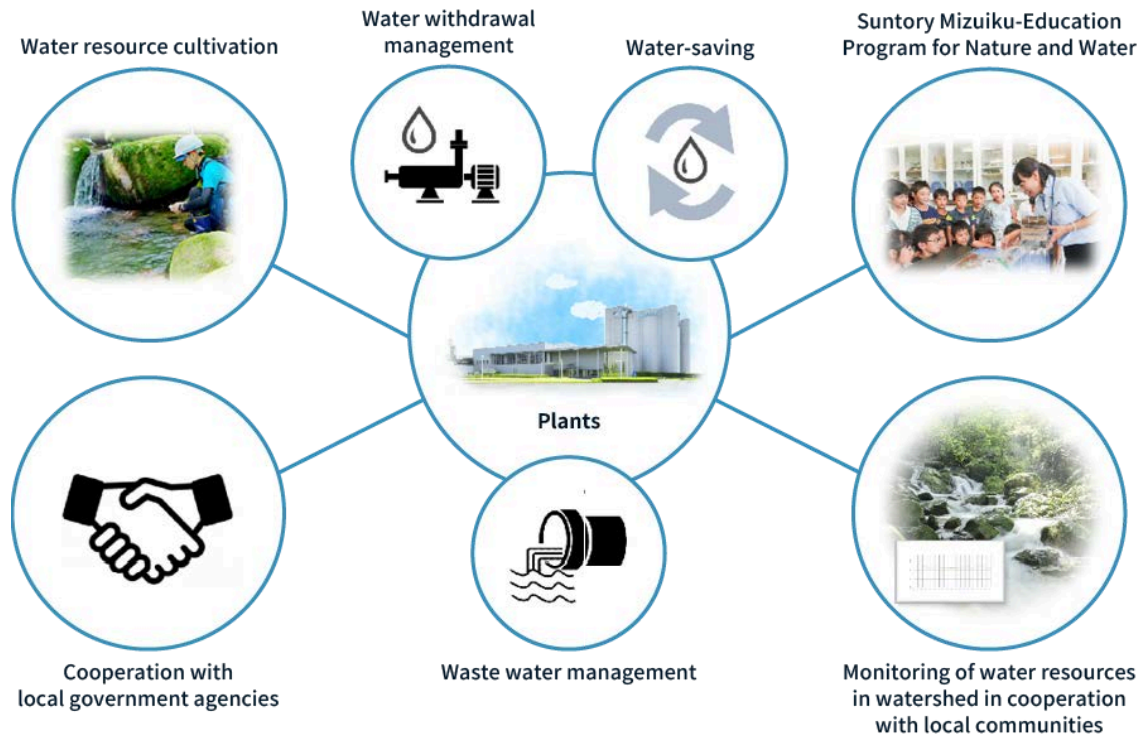 Water resource cultivation
Water withdrawal
management
Water-saving
Suntory Mizuiku-Education
Program for Nature and Water
Plants
Cooperation with
local government agencies
Waste water management
Monitoring of water resources
in watershed in cooperation
with local communities